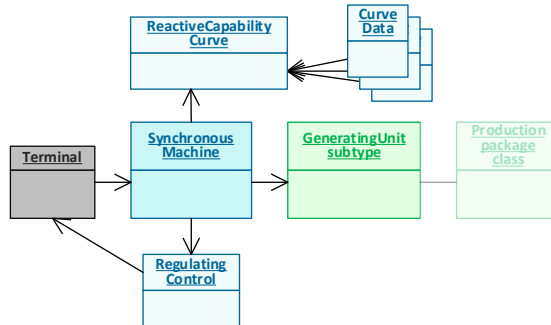 ReactiveCapability
Curve
Curve
Data
Terminal
Synchronous
Machine
GeneratingUnit
subtype
Production
package
class
Regulating
Control